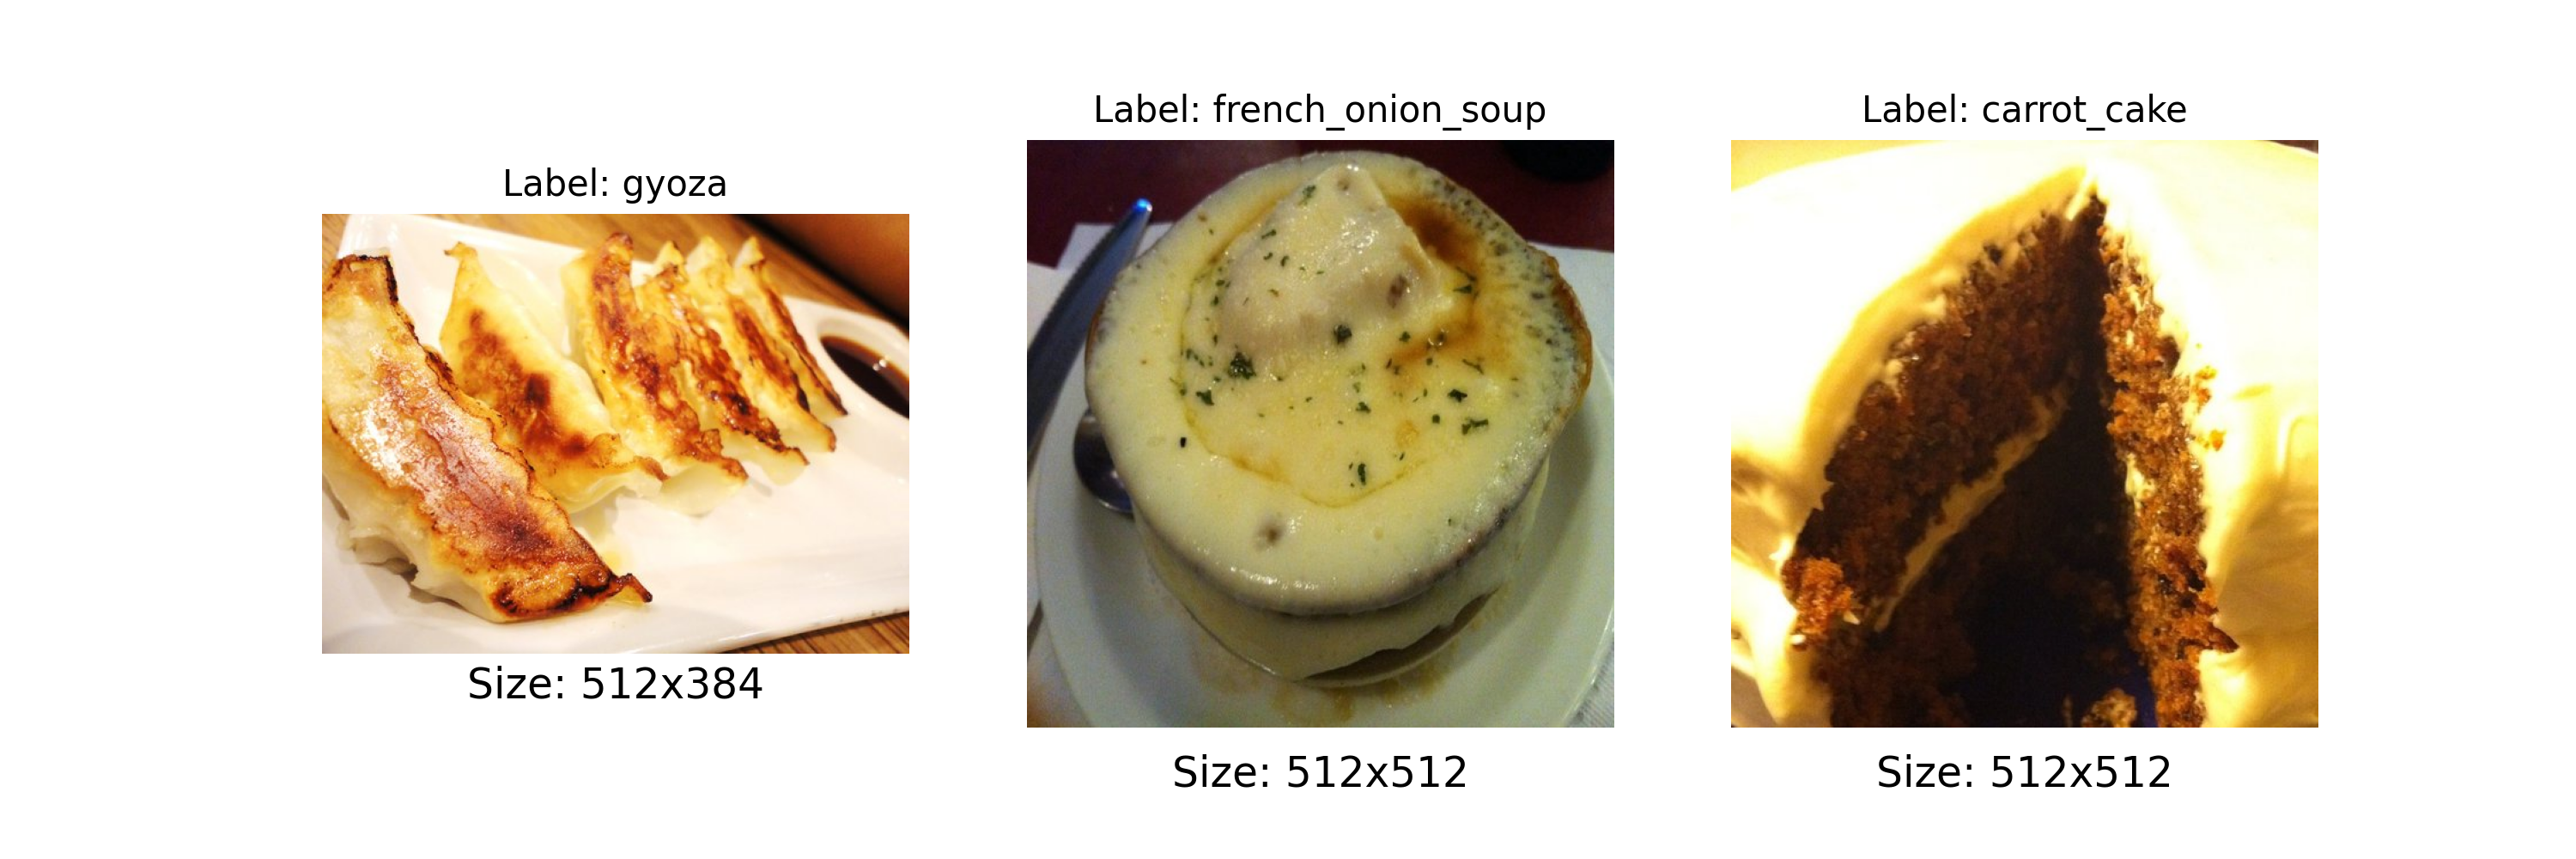 Label: gyoza
Size: 512x384
Label: french_onion_soup
Size: 512x512
Label: carrot_cake
Size: 512x512